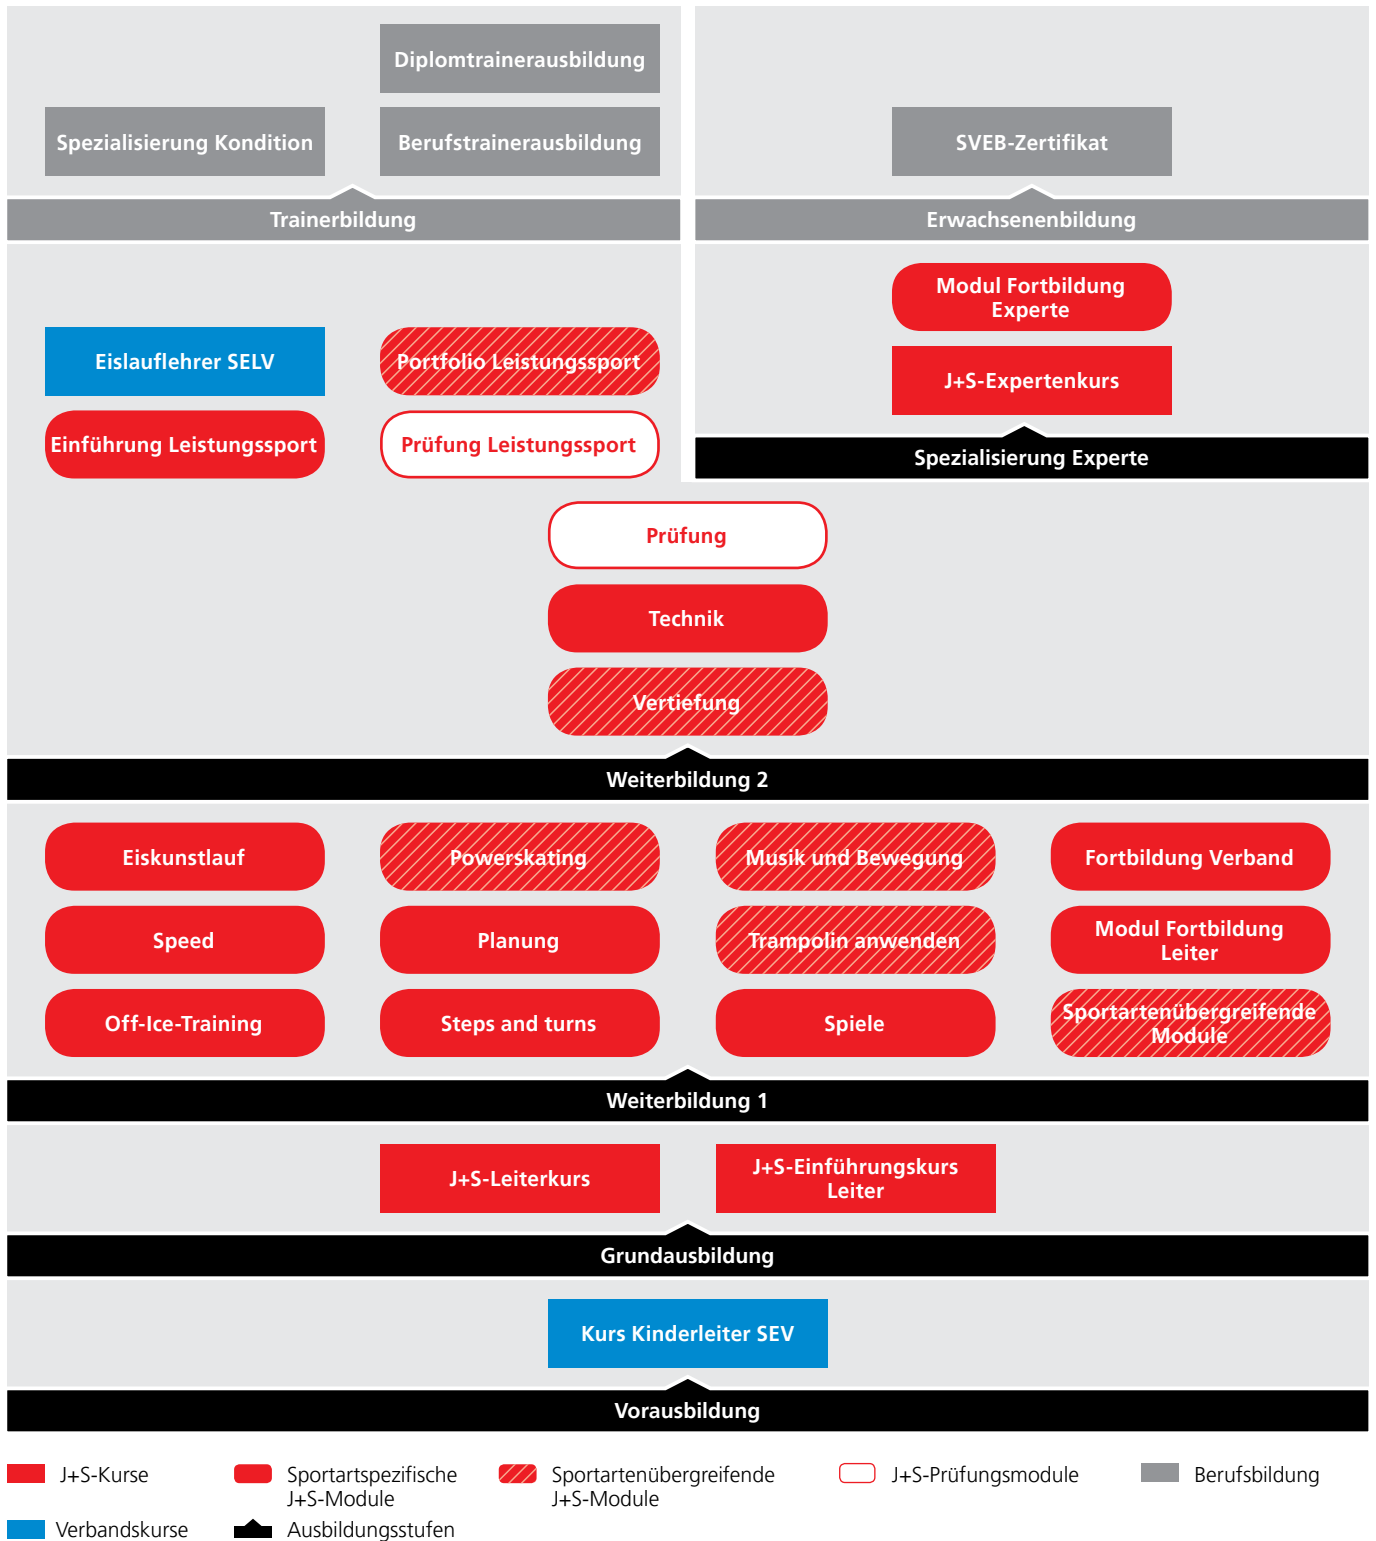 Diplomtrainerausbildung
Spezialisierung Kondition
Berufstrainerausbildung
SVEB-Zertifikat
Trainerbildung
Erwachsenenbildung
Modul Fortbildung
Experte
Eislauflehrer SELV
Portfolio Leistungssport
J+S-Expertenkurs
Einführung Leistungssport
Prüfung Leistungssport
Spezialisierung Experte
Prüfung
Technik
Vertiefung
Weiterbildung 2
Eiskunstlauf
Powerskating
Musik und Bewegung
Fortbildung Verband
Speed
Planung
Trampolin anwenden
Modul Fortbildung
Leiter
Off-Ice-Training
Steps and turns
Spiele
Sportartenübergreifende
Module
Weiterbildung 1
J+S-Leiterkurs
J+S-Einführungskurs
Leiter
Grundausbildung
Kurs Kinderleiter SEV
Vorausbildung
J+S-Kurse
Sportartspezifische
J+S-Module
Sportartenübergreifende
J+S-Module
J+S-Prüfungsmodule
Berufsbildung
Verbandskurse
Ausbildungsstufen